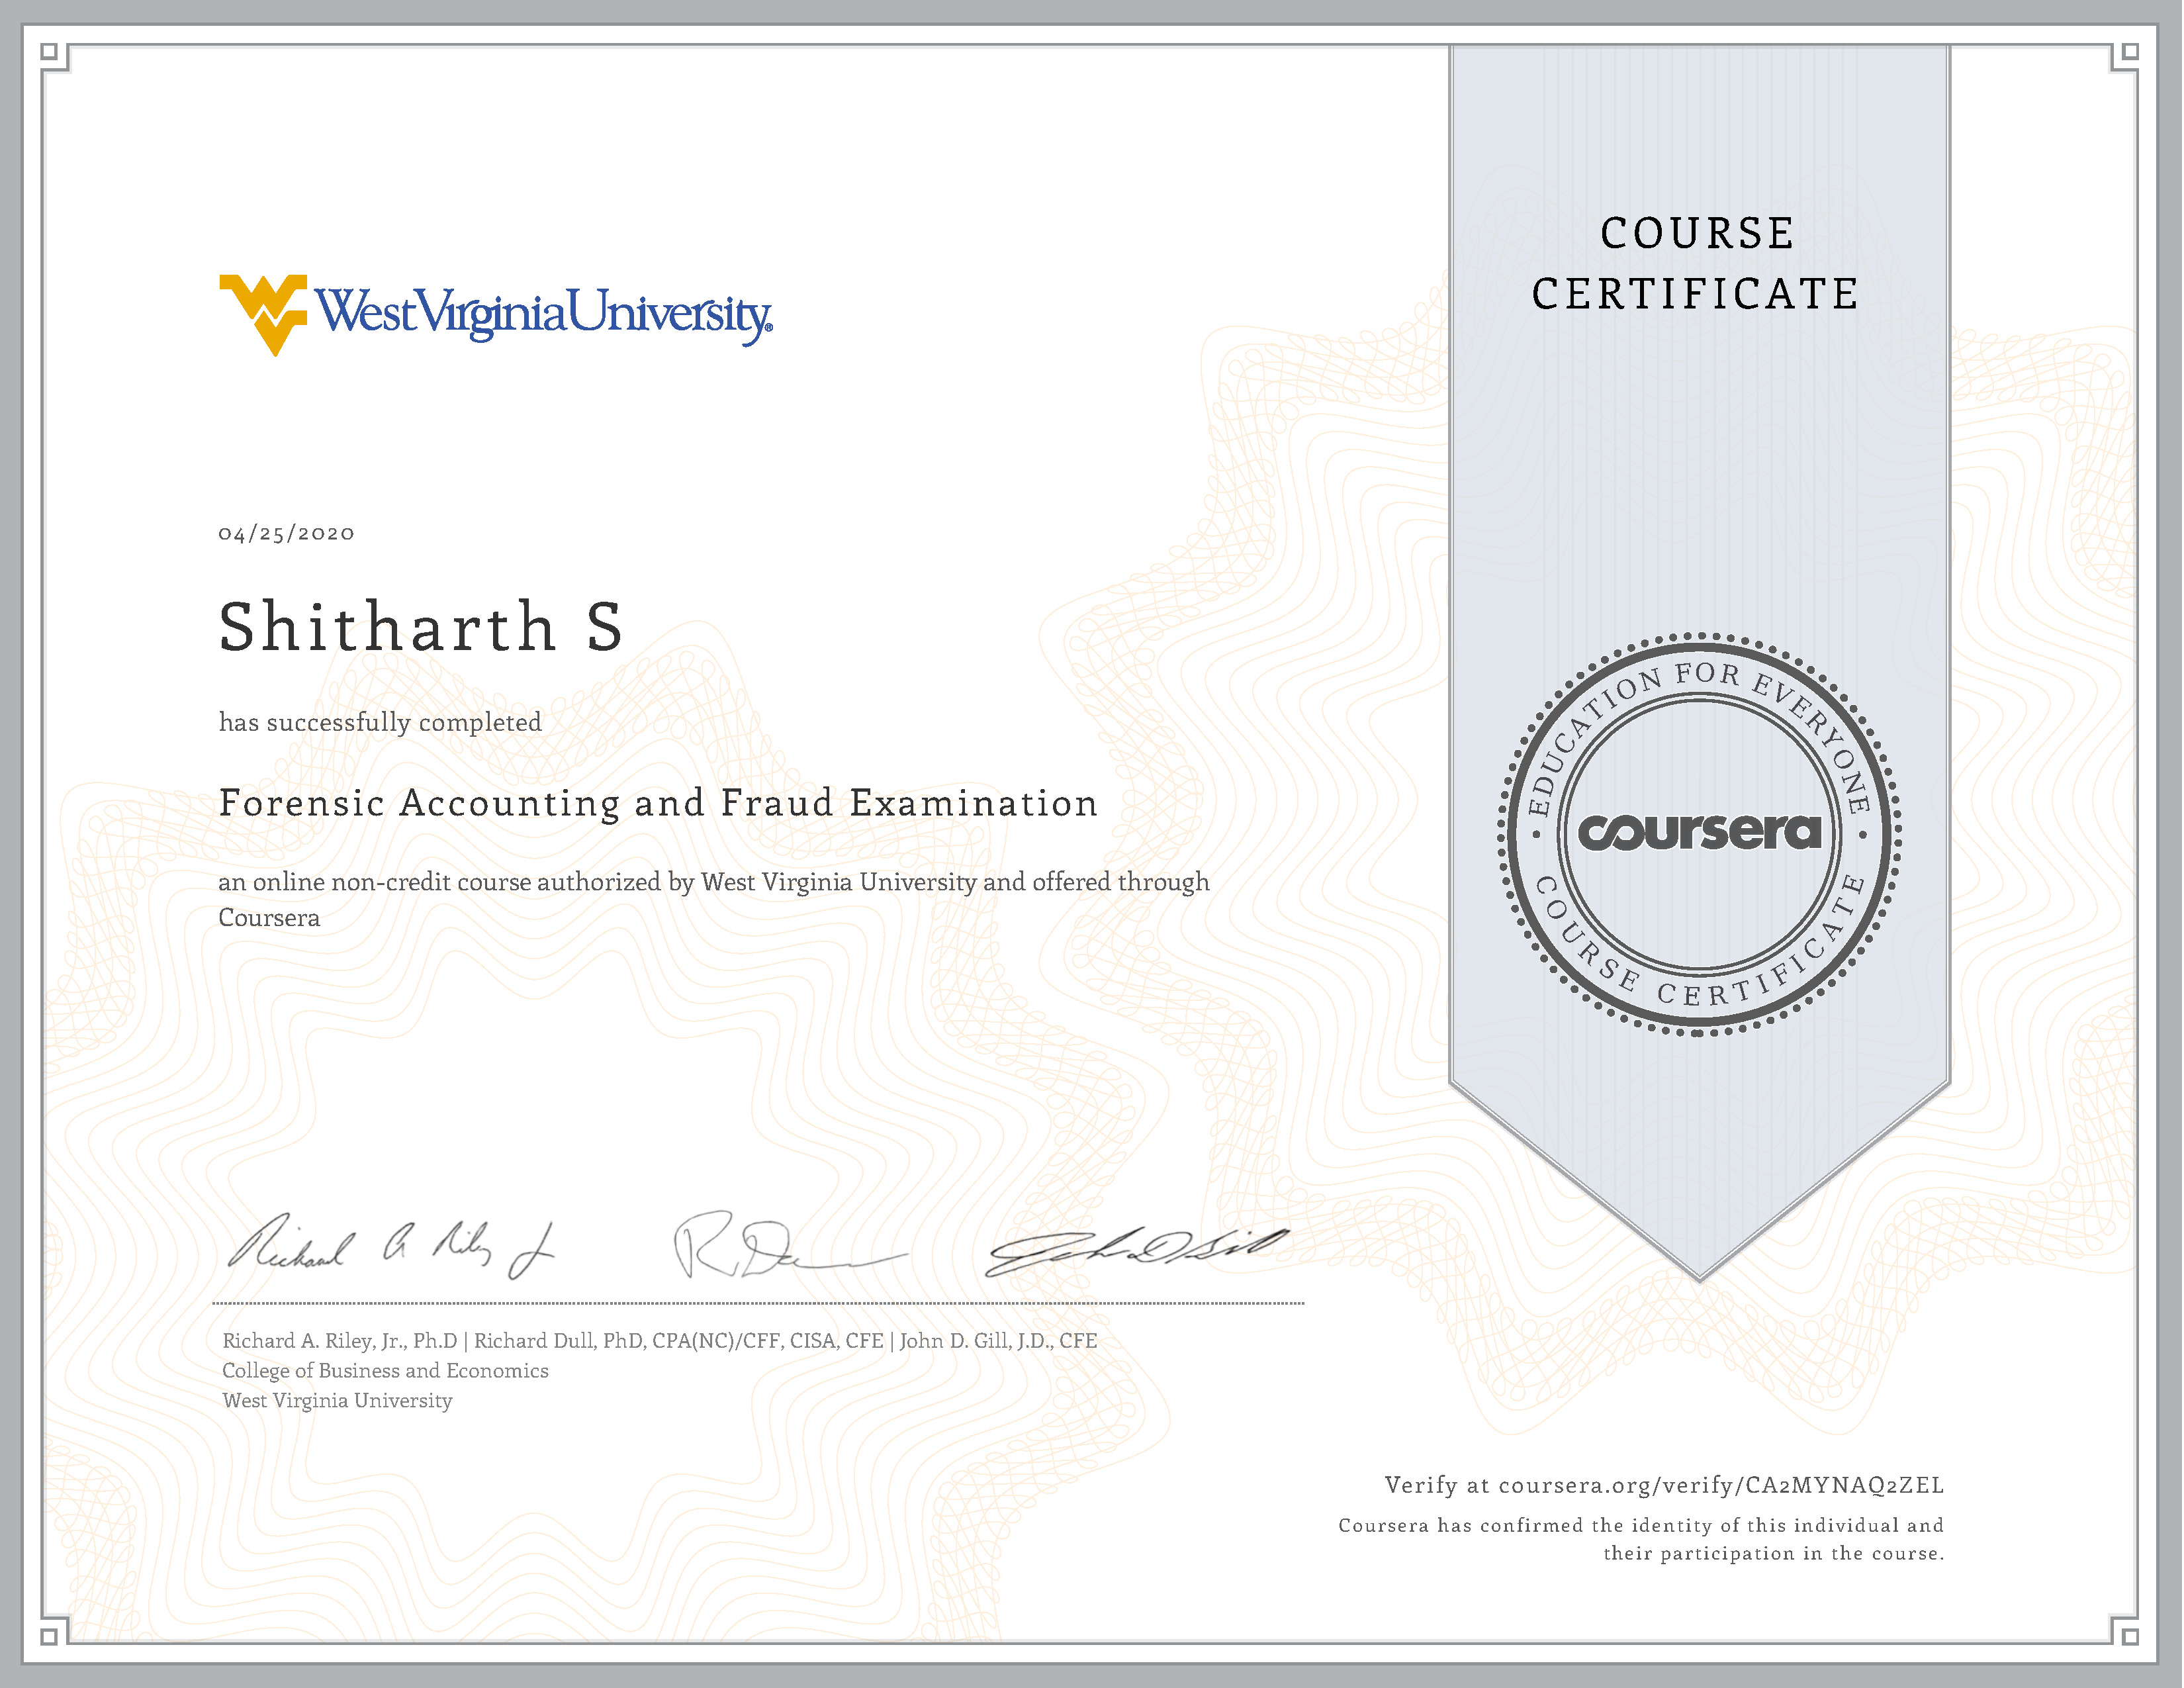 West Virginia University®
04/25/2020
Shitharth S
has successfully completed
Forensic Accounting and Fraud Examination
an online non-credit course authorized by West Virginia University and offered through
Coursera
Richard A. Riley, Jr., Ph.D | Richard Dull, PhD, CPA(NC)/CFF, CISA, CFE | John D. Gill, J.D., CFE
College of Business and Economics
West Virginia University
COURSE
CERTIFICATE
EDUCATION FOR EVERYONE
coursera
COURSE CERTIFICATE
Verify at coursera.org/verify/CA2MYNAQ2ZEL
Coursera has confirmed the identity of this individual and
their participation in the course.